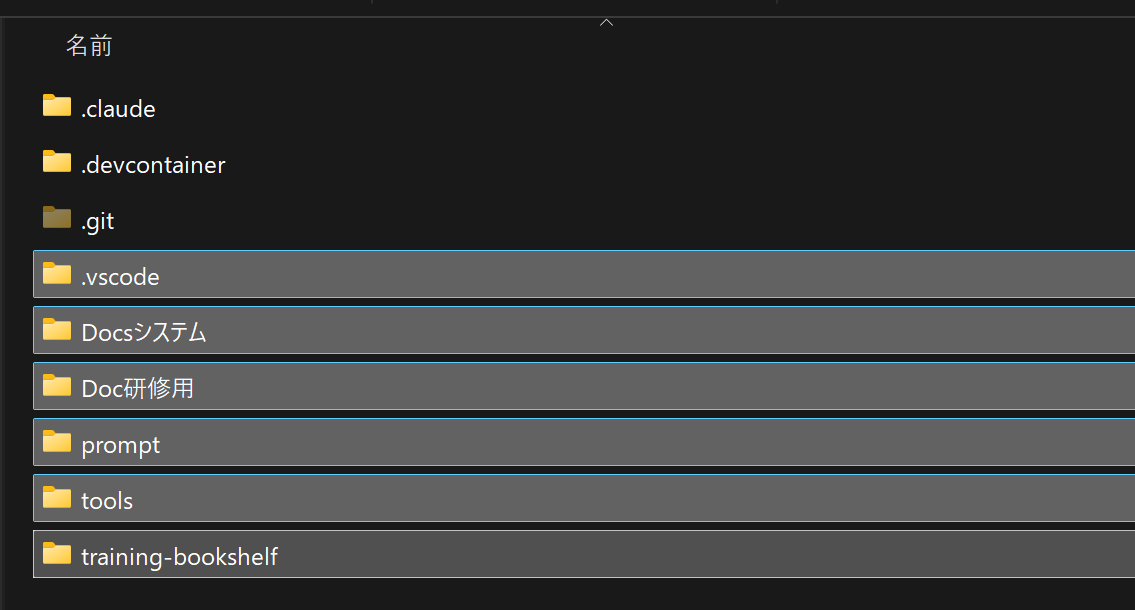 名前
.claude
.devcontainer
.git
.vscode
Docsシステム
Doc研修用
prompt
tools
training-bookshelf